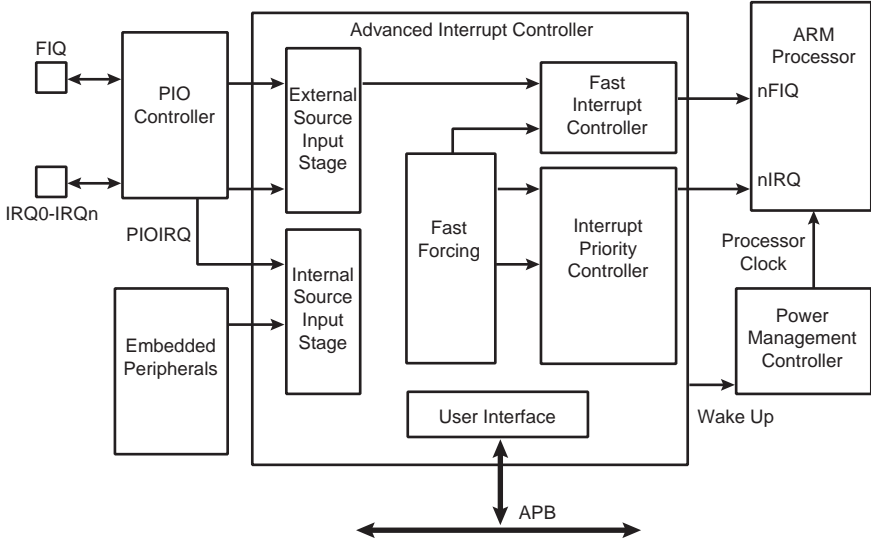 Advanced Interrupt Controller
FIQ
PIO
Controller
External
Source
Input
Stage
Fast
Interrupt
Controller
ARM
Processor
nFIQ
nIRQ
IRQ0-IRQn
PIOIRQ
Fast
Forcing
Interrupt
Priority
Controller
Processor
Clock
Internal
Source
Input
Stage
Embedded
Peripherals
Power
Management
Controller
User Interface
Wake Up
APB